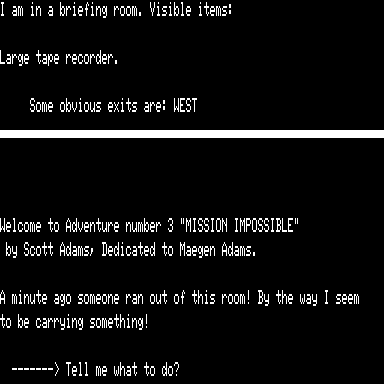 I am in a briefing room. Visible items:
Large tape recorder.
Some obvious exits are: WEST
Welcome to Adventure number 3 "MISSION IMPOSSIBLE"
by Scott Adams, Dedicated to Maegen Adams.
A minute ago someone ran out of this room! By the way I seem
to be carrying something!
-------> Tell me what to do?